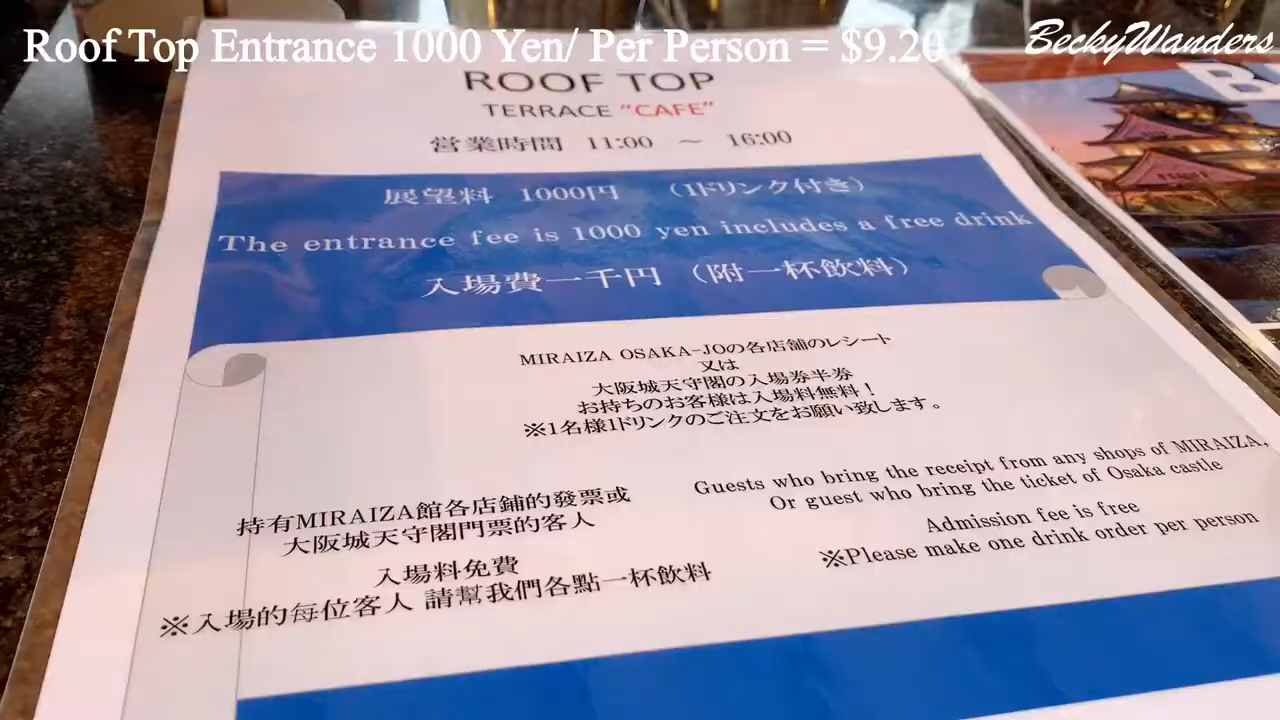 Roof Top Entrance 1000 Yen/ Per Person = $9.20
BeckyWanders
ROOF TOP
TERRACE “CAFE”
営業時間 11:00 ～ 16:00
展望料 1000円 （1ドリンク付き）
The entrance fee is 1000 yen includes a free drink
入場費一千円 （附一杯飲料）
MIRAIZA OSAKA-JOの各店舗のレシート
又は
大阪城天守閣の入場券半券
お持ちのお客様は入場料無料！
※1名様1ドリンクのご注文をお願い致します。
持有MIRAIZA館各店鋪的發票或
大阪城天守閣門票的客人
入場料免費
※入場的每位客人 請幫我們各點一杯飲料
Guests who bring the receipt from any shops of MIRAIZA,
Or guest who bring the ticket of Osaka castle
Admission fee is free
※Please make one drink order per person